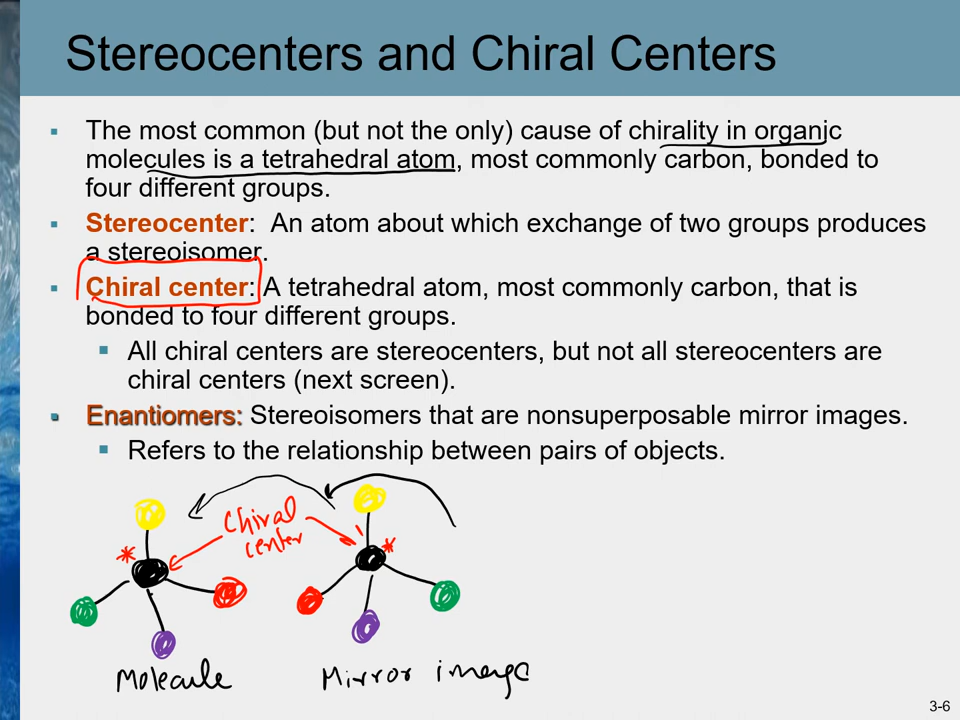 Stereocenters and Chiral Centers
▪ The most common (but not the only) cause of chirality in organic
molecules is a tetrahedral atom, most commonly carbon, bonded to
four different groups.
▪ Stereocenter: An atom about which exchange of two groups produces
a stereoisomer.
▪ Chiral center: A tetrahedral atom, most commonly carbon, that is
bonded to four different groups.
▪ All chiral centers are stereocenters, but not all stereocenters are
chiral centers (next screen).
▪ Enantiomers: Stereoisomers that are nonsuperposable mirror images.
▪ Refers to the relationship between pairs of objects.
Chiral
center
* *
Molecule Mirror image
3-6